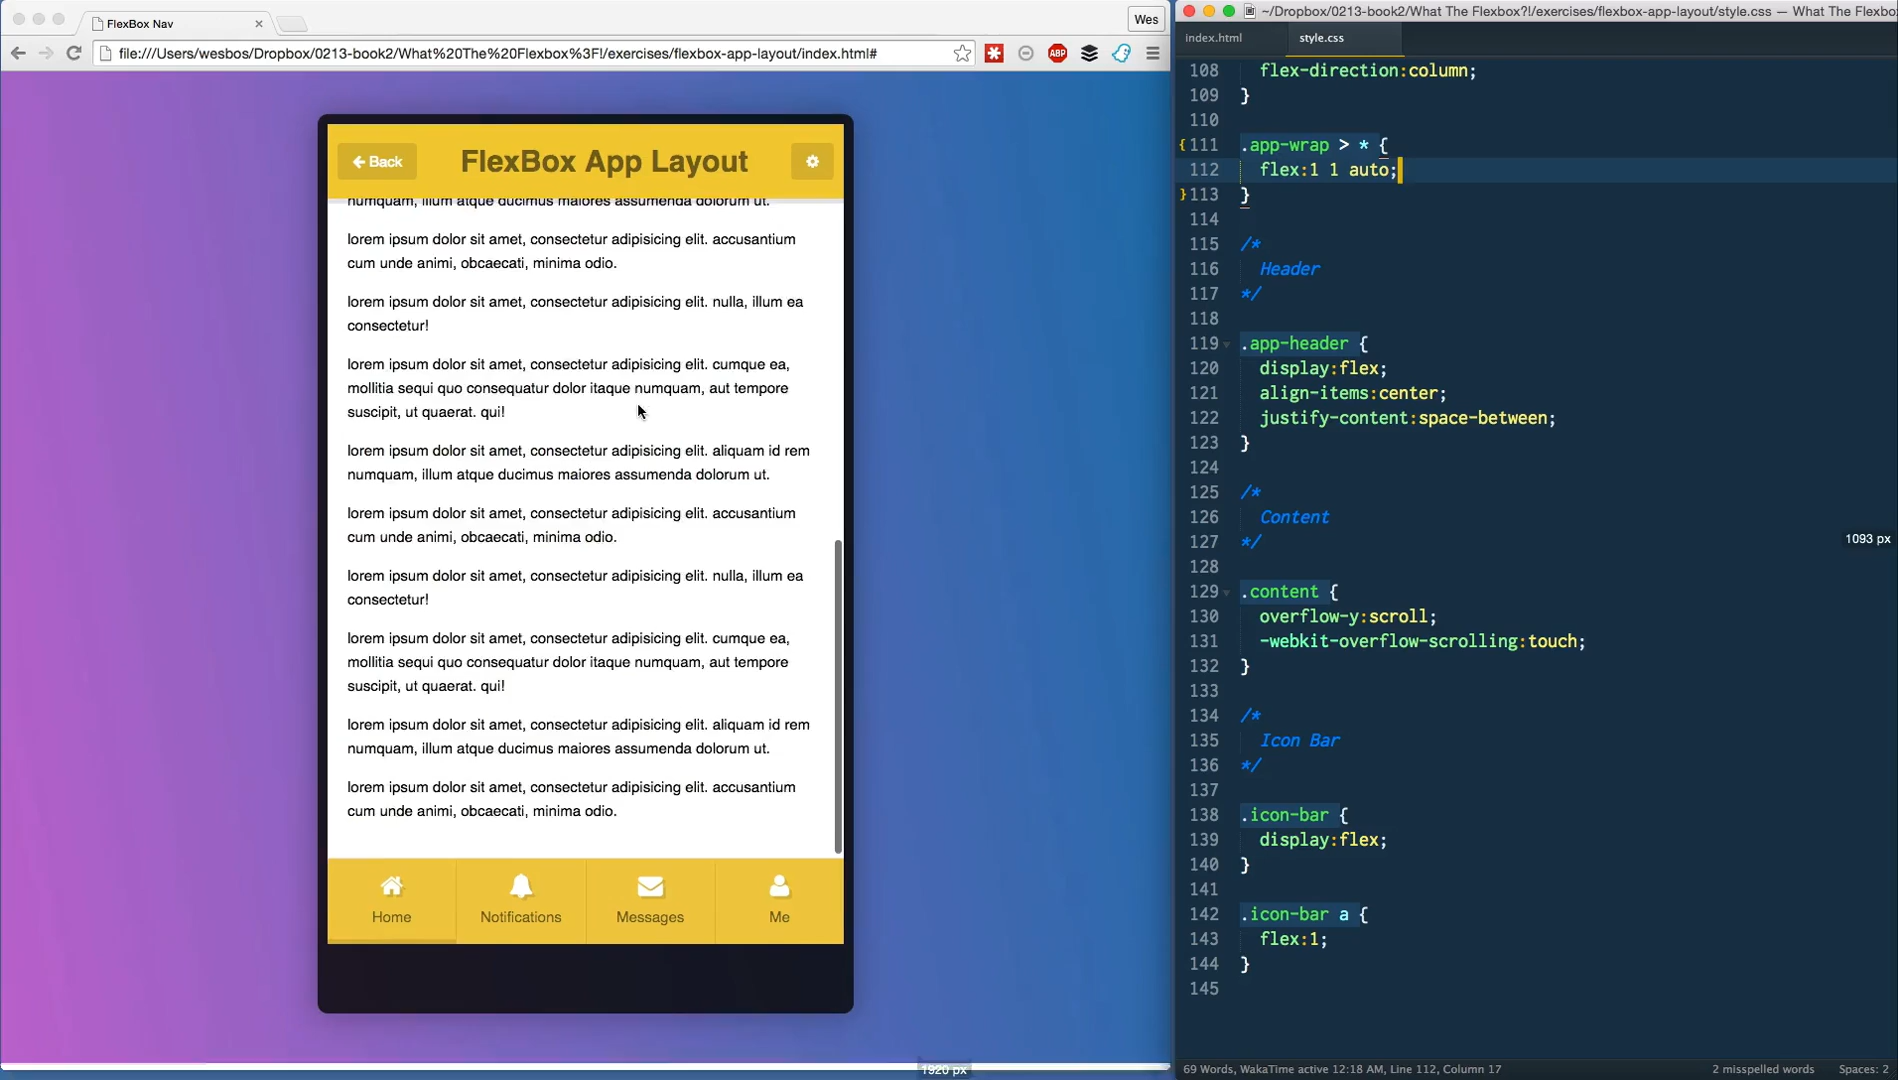 FlexBox Nav
Wes
file:///Users/wesbos/Dropbox/0213-book2/What%20The%20Flexbox%3F!/exercises/flexbox-app-layout/index.html#
ABP
Back
FlexBox App Layout
numquam, illum atque ducimus maiores assumenda dolorum ut.
lorem ipsum dolor sit amet, consectetur adipisicing elit. accusantium
cum unde animi, obcaecati, minima odio.
lorem ipsum dolor sit amet, consectetur adipisicing elit. nulla, illum ea
consectetur!
lorem ipsum dolor sit amet, consectetur adipisicing elit. cumque ea,
mollitia sequi quo consequatur dolor itaque numquam, aut tempore
suscipit, ut quaerat. qui!
lorem ipsum dolor sit amet, consectetur adipisicing elit. aliquam id rem
numquam, illum atque ducimus maiores assumenda dolorum ut.
lorem ipsum dolor sit amet, consectetur adipisicing elit. accusantium
cum unde animi, obcaecati, minima odio.
lorem ipsum dolor sit amet, consectetur adipisicing elit. nulla, illum ea
consectetur!
lorem ipsum dolor sit amet, consectetur adipisicing elit. cumque ea,
mollitia sequi quo consequatur dolor itaque numquam, aut tempore
suscipit, ut quaerat. qui!
lorem ipsum dolor sit amet, consectetur adipisicing elit. aliquam id rem
numquam, illum atque ducimus maiores assumenda dolorum ut.
lorem ipsum dolor sit amet, consectetur adipisicing elit. accusantium
cum unde animi, obcaecati, minima odio.
Home
Notifications
Messages
Me
1920 px
~/Dropbox/0213-book2/What The Flexbox?!/exercises/flexbox-app-layout/style.css — What The Flexbo
index.html
style.css
108 flex-direction:column;
109 }
110
111 .app-wrap > * {
112 flex:1 1 auto;
113 }
114
115 /*
116 Header
117 */
118
119 .app-header {
120 display:flex;
121 align-items:center;
122 justify-content:space-between;
123 }
124
125 /*
126 Content
127 */
128
129 .content {
130 overflow-y:scroll;
131 -webkit-overflow-scrolling:touch;
132 }
133
134 /*
135 Icon Bar
136 */
137
138 .icon-bar {
139 display:flex;
140 }
141
142 .icon-bar a {
143 flex:1;
144 }
145
1093 px
69 Words, WakaTime active 12:18 AM, Line 112, Column 17
2 misspelled words
Spaces: 2